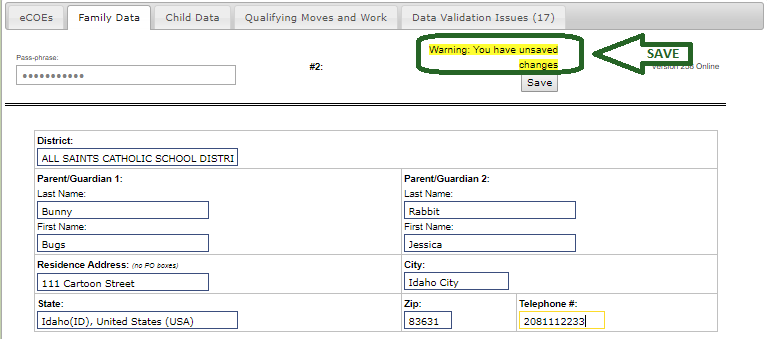 eCOEs Family Data Child Data Qualifying Moves and Work Data Validation Issues (17)
Warning: You have unsaved
changes
SAVE
Pass-phrase:
#2:
Online
Save
District:
ALL SAINTS CATHOLIC SCHOOL DISTRI
Parent/Guardian 1: Parent/Guardian 2:
Last Name: Last Name:
Bunny Rabbit
First Name: First Name:
Bugs Jessica
Residence Address: (no PO boxes) City:
111 Cartoon Street Idaho City
State: Zip: Telephone #:
Idaho(ID), United States (USA) 83631 2081112233